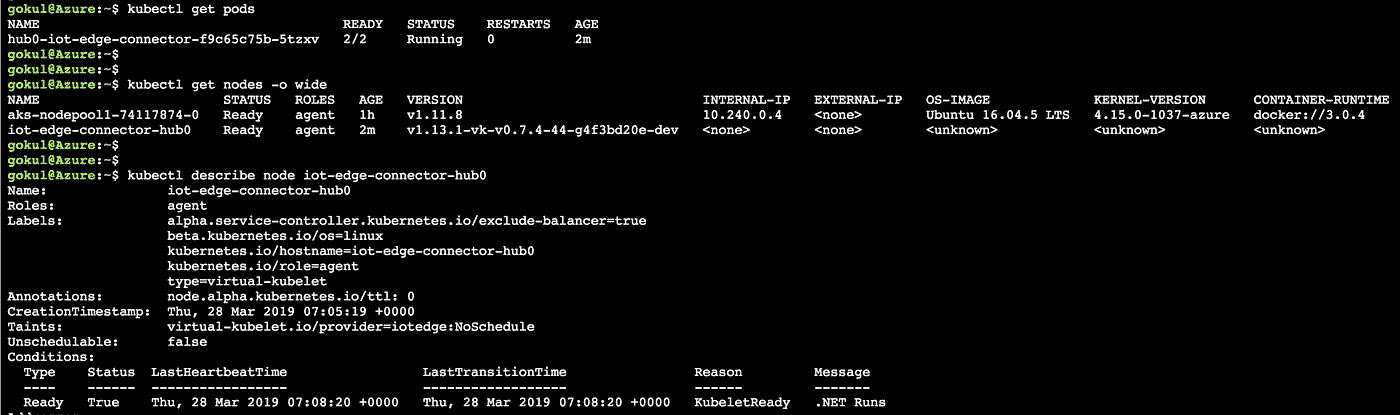 gokul@Azure:~$ kubectl get pods
NAME READY STATUS RESTARTS AGE
hub0-iot-edge-connector-f9c65c75b-5tzxv 2/2 Running 0 2m
gokul@Azure:~$
gokul@Azure:~$
gokul@Azure:~$ kubectl get nodes -o wide
NAME STATUS ROLES AGE VERSION INTERNAL-IP EXTERNAL-IP OS-IMAGE KERNEL-VERSION CONTAINER-RUNTIME
aks-nodepool1-74117874-0 Ready agent 1h v1.11.8 10.240.0.4 <none> Ubuntu 16.04.5 LTS 4.15.0-1037-azure docker://3.0.4
iot-edge-connector-hub0 Ready agent 2m v1.13.1-vk-v0.7.4-44-g4f3bd20e-dev <none> <none> <unknown> <unknown> <unknown>
gokul@Azure:~$
gokul@Azure:~$
gokul@Azure:~$ kubectl describe node iot-edge-connector-hub0
Name: iot-edge-connector-hub0
Roles: agent
Labels: alpha.service-controller.kubernetes.io/exclude-balancer=true
beta.kubernetes.io/os=linux
kubernetes.io/hostname=iot-edge-connector-hub0
kubernetes.io/role=agent
type=virtual-kubelet
Annotations: node.alpha.kubernetes.io/ttl: 0
CreationTimestamp: Thu, 28 Mar 2019 07:05:19 +0000
Taints: virtual-kubelet.io/provider=iotedge:NoSchedule
Unschedulable: false
Conditions:
Type Status LastHeartbeatTime LastTransitionTime Reason Message
---- ------ ----------------- ------------------ ------ -------
Ready True Thu, 28 Mar 2019 07:08:20 +0000 Thu, 28 Mar 2019 07:08:20 +0000 KubeletReady .NET Runs